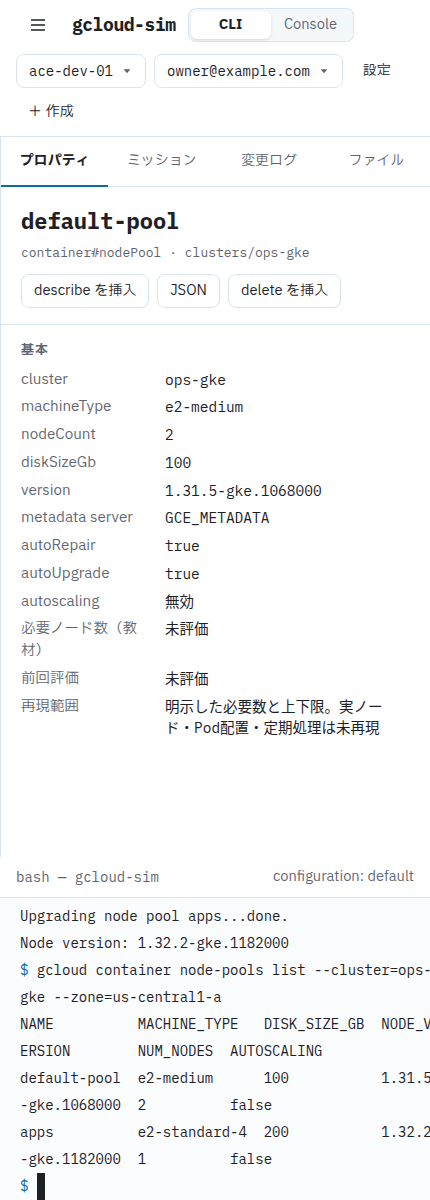 gcloud-sim CLI Console
ace-dev-01 owner@example.com 設定
＋ 作成
プロパティ ミッション 変更ログ ファイル
default-pool
container#nodePool · clusters/ops-gke
describe を挿入 JSON delete を挿入
基本
cluster ops-gke
machineType e2-medium
nodeCount 2
diskSizeGb 100
version 1.31.5-gke.1068000
metadata server GCE_METADATA
autoRepair true
autoUpgrade true
autoscaling 無効
必要ノード数（教 未評価
材）
前回評価 未評価
再現範囲 明示した必要数と上下限。実ノー
ド・Pod配置・定期処理は未再現
bash — gcloud-sim configuration: default
Upgrading node pool apps...done.
Node version: 1.32.2-gke.1182000
$ gcloud container node-pools list --cluster=ops-
gke --zone=us-central1-a
NAME MACHINE_TYPE DISK_SIZE_GB NODE_V
ERSION NUM_NODES AUTOSCALING
default-pool e2-medium 100 1.31.5
-gke.1068000 2 false
apps e2-standard-4 200 1.32.2
-gke.1182000 1 false
$